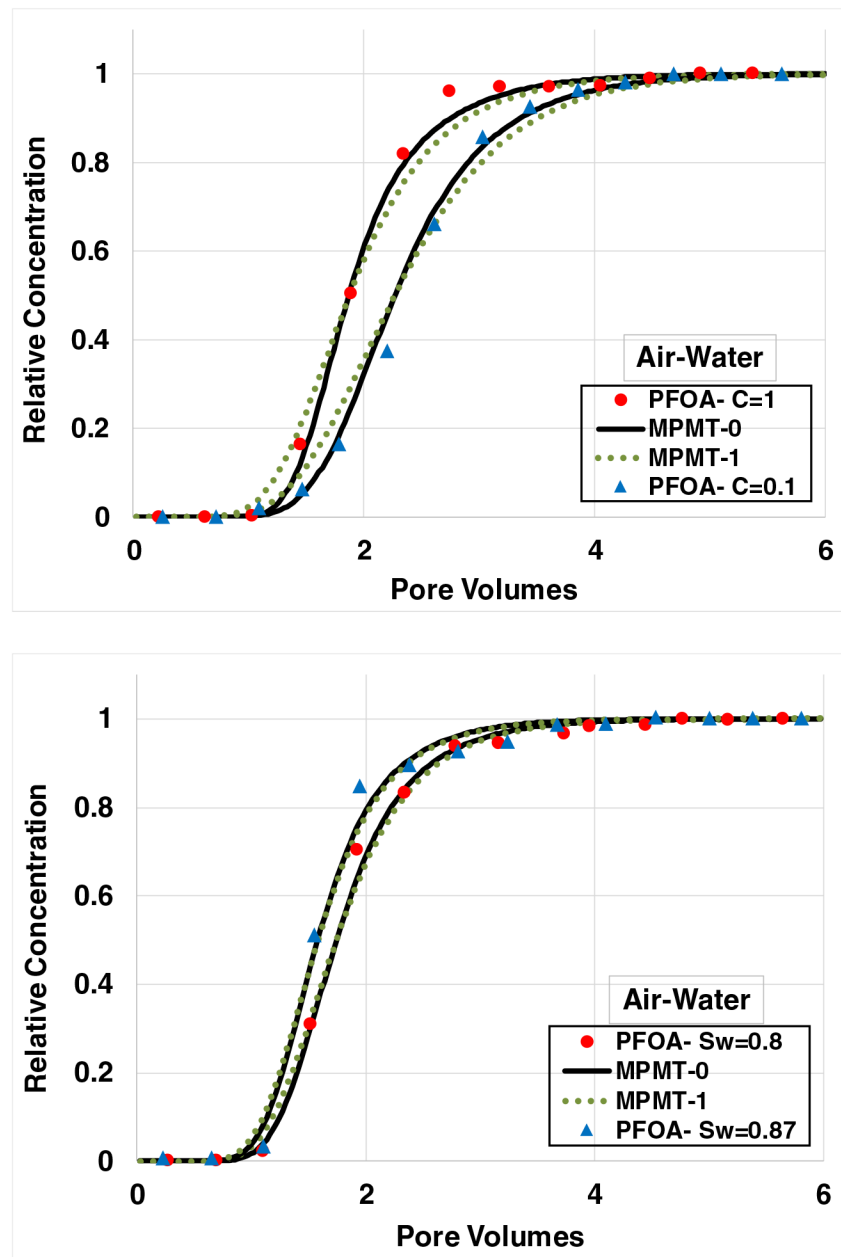 1
0.8
0.6
0.4
0.2
0
0
2
4
6
Relative Concentration
Pore Volumes
Air-Water
PFOA- C=1
MPMT-0
MPMT-1
PFOA- C=0.1
1
0.8
0.6
0.4
0.2
0
0
2
4
6
Relative Concentration
Pore Volumes
Air-Water
PFOA- Sw=0.8
MPMT-0
MPMT-1
PFOA- Sw=0.87